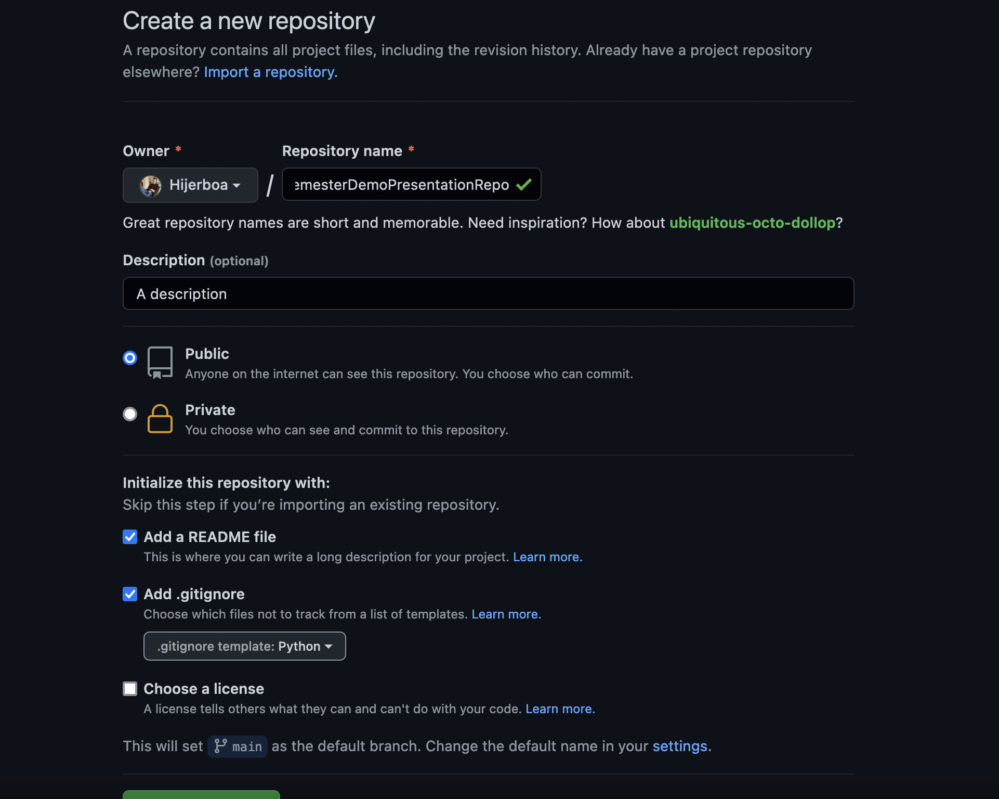 Create a new repository
A repository contains all project files, including the revision history. Already have a project repository
elsewhere? Import a repository.
Owner * Repository name *
Hijerboa / emesterDemoPresentationRepo
Great repository names are short and memorable. Need inspiration? How about ubiquitous-octo-dollop?
Description (optional)
A description
Public
Anyone on the internet can see this repository. You choose who can commit.
Private
You choose who can see and commit to this repository.
Initialize this repository with:
Skip this step if you’re importing an existing repository.
Add a README file
This is where you can write a long description for your project. Learn more.
Add .gitignore
Choose which files not to track from a list of templates. Learn more.
.gitignore template: Python
Choose a license
A license tells others what they can and can't do with your code. Learn more.
This will set main as the default branch. Change the default name in your settings.